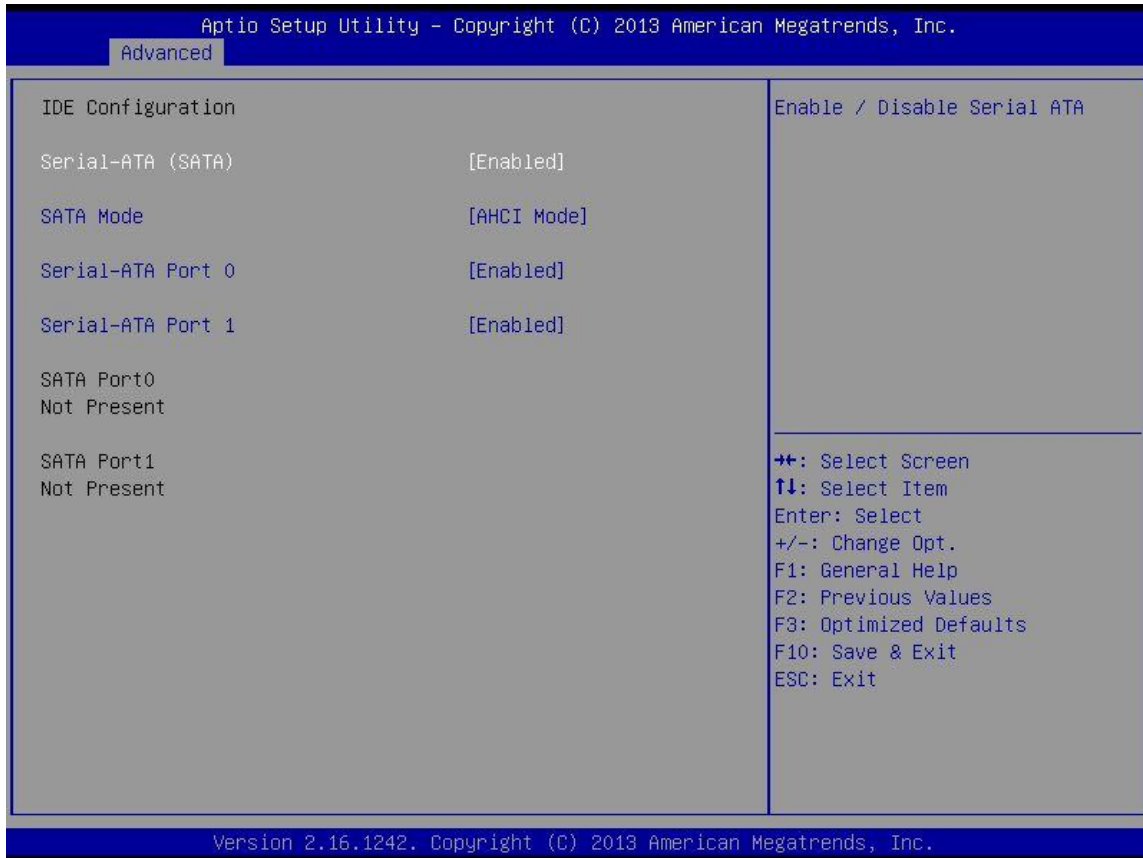 Aptio Setup Utility – Copyright (C) 2013 American Megatrends, Inc.
Advanced
IDE Configuration
Serial-ATA (SATA) [Enabled]
SATA Mode [AHCI Mode]
Serial-ATA Port 0 [Enabled]
Serial-ATA Port 1 [Enabled]
SATA Port0
Not Present
SATA Port1
Not Present
Enable / Disable Serial ATA
→←: Select Screen
↑↓: Select Item
Enter: Select
+/-: Change Opt.
F1: General Help
F2: Previous Values
F3: Optimized Defaults
F10: Save & Exit
ESC: Exit
Version 2.16.1242. Copyright (C) 2013 American Megatrends, Inc.